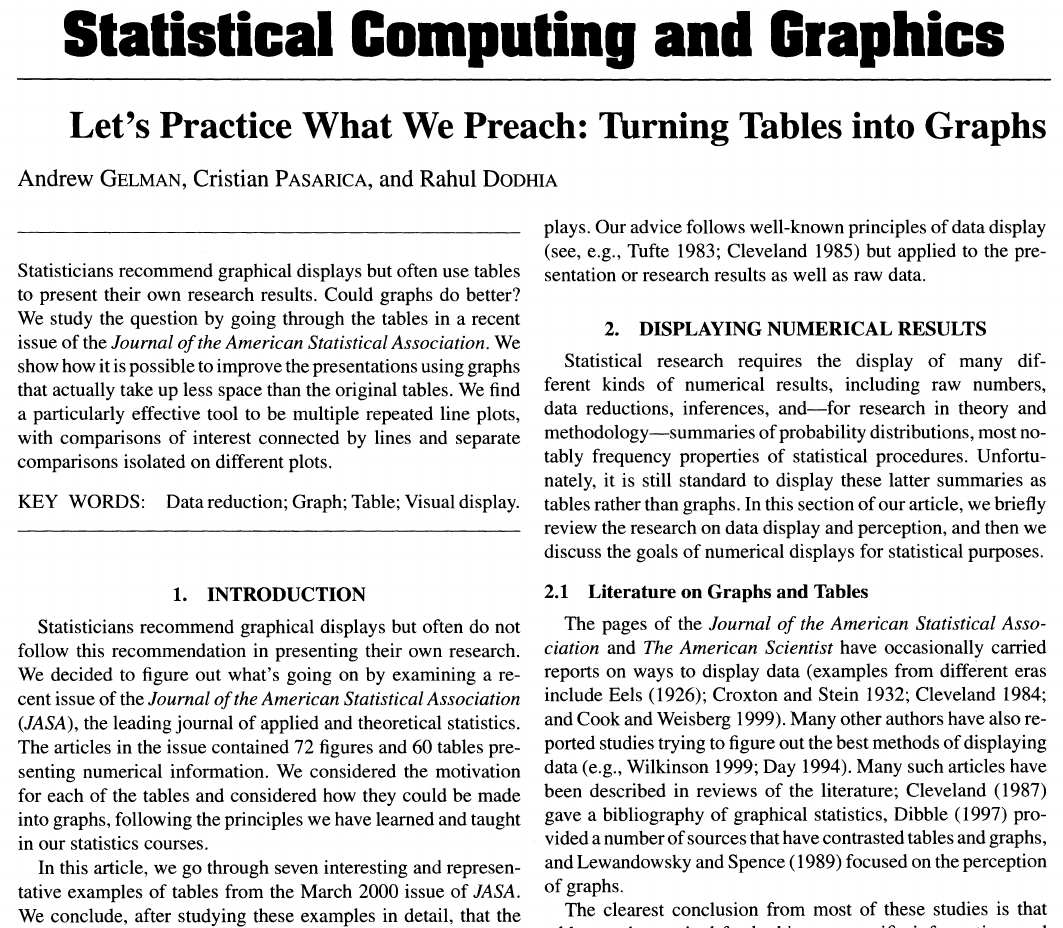 Statistical Computing and Graphics
Let's Practice What We Preach: Turning Tables into Graphs
Andrew GELMAN, Cristian PASARICA, and Rahul DODHIA
Statisticians recommend graphical displays but often use tables
to present their own research results. Could graphs do better?
We study the question by going through the tables in a recent
issue of the Journal of the American Statistical Association. We
show how it is possible to improve the presentations using graphs
that actually take up less space than the original tables. We find
a particularly effective tool to be multiple repeated line plots,
with comparisons of interest connected by lines and separate
comparisons isolated on different plots.
KEY WORDS: Data reduction; Graph; Table; Visual display.
1. INTRODUCTION
Statisticians recommend graphical displays but often do not
follow this recommendation in presenting their own research.
We decided to figure out what's going on by examining a re-
cent issue of the Journal of the American Statistical Association
(JASA), the leading journal of applied and theoretical statistics.
The articles in the issue contained 72 figures and 60 tables pre-
senting numerical information. We considered the motivation
for each of the tables and considered how they could be made
into graphs, following the principles we have learned and taught
in our statistics courses.
In this article, we go through seven interesting and represen-
tative examples of tables from the March 2000 issue of JASA.
We conclude, after studying these examples in detail, that the
plays. Our advice follows well-known principles of data display
(see, e.g., Tufte 1983; Cleveland 1985) but applied to the pre-
sentation or research results as well as raw data.
2. DISPLAYING NUMERICAL RESULTS
Statistical research requires the display of many dif-
ferent kinds of numerical results, including raw numbers,
data reductions, inferences, and—for research in theory and
methodology—summaries of probability distributions, most no-
tably frequency properties of statistical procedures. Unfortu-
nately, it is still standard to display these latter summaries as
tables rather than graphs. In this section of our article, we briefly
review the research on data display and perception, and then we
discuss the goals of numerical displays for statistical purposes.
2.1 Literature on Graphs and Tables
The pages of the Journal of the American Statistical Asso-
ciation and The American Scientist have occasionally carried
reports on ways to display data (examples from different eras
include Eels (1926); Croxton and Stein 1932; Cleveland 1984;
and Cook and Weisberg 1999). Many other authors have also re-
ported studies trying to figure out the best methods of displaying
data (e.g., Wilkinson 1999; Day 1994). Many such articles have
been described in reviews of the literature; Cleveland (1987)
gave a bibliography of graphical statistics, Dibble (1997) pro-
vided a number of sources that have contrasted tables and graphs,
and Lewandowsky and Spence (1989) focused on the perception
of graphs.
The clearest conclusion from most of these studies is that